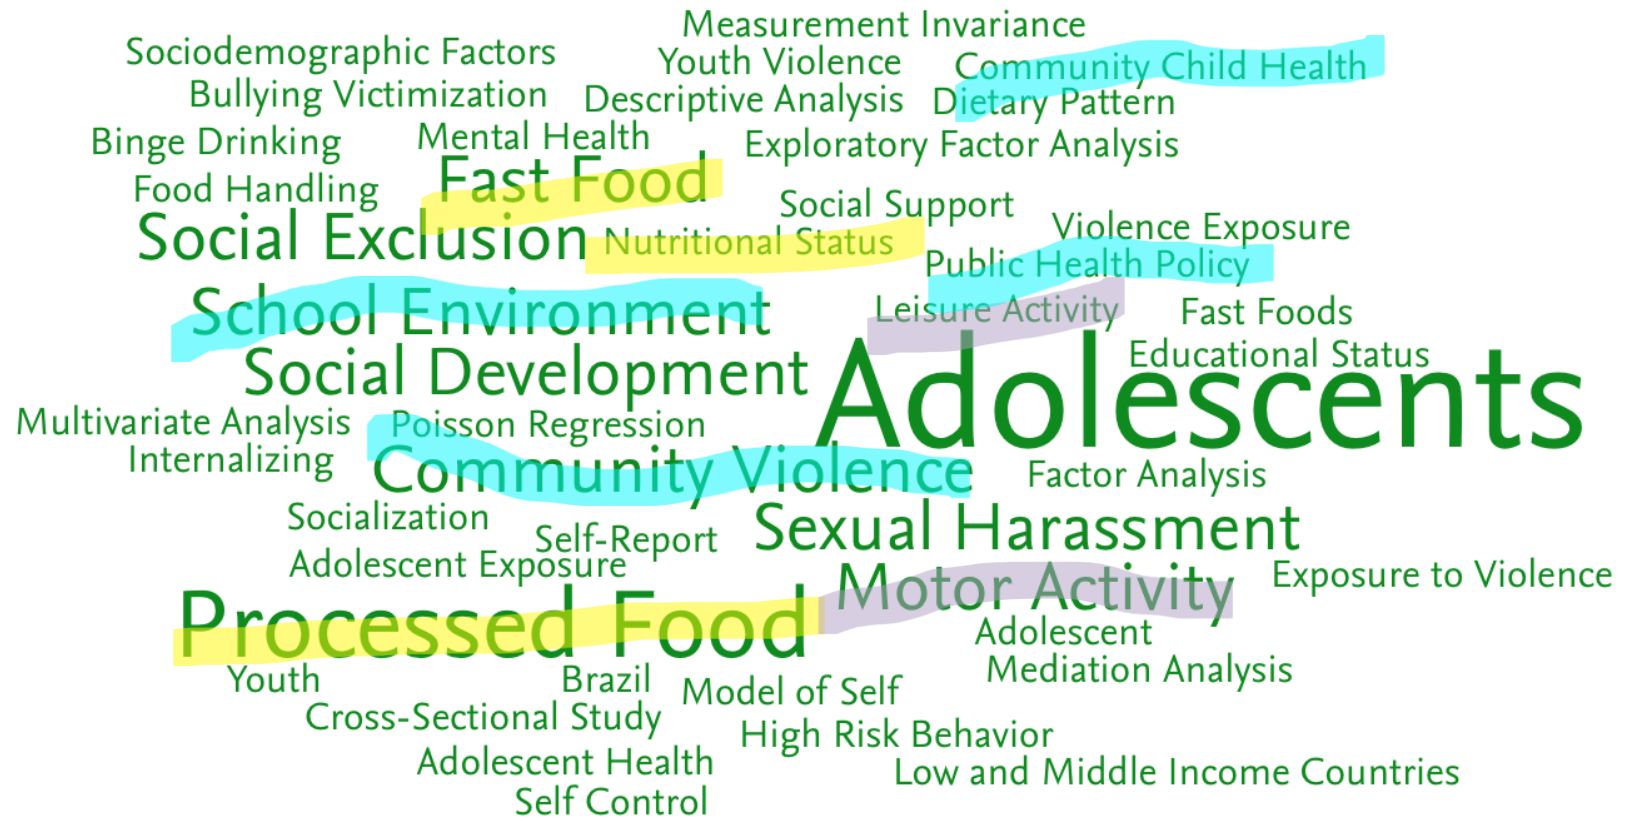 Measurement Invariance
Sociodemographic Factors
Youth Violence
Community Child Health
Bullying Victimization
Descriptive Analysis
Dietary Pattern
Binge Drinking
Mental Health
Exploratory Factor Analysis
Food Handling
Fast Food
Social Support
Social Exclusion
Nutritional Status
Violence Exposure
Public Health Policy
School Environment
Leisure Activity
Fast Foods
Social Development
Adolescents
Educational Status
Multivariate Analysis
Poisson Regression
Internalizing
Community Violence
Factor Analysis
Socialization
Self-Report
Sexual Harassment
Adolescent Exposure
Motor Activity
Exposure to Violence
Processed Food
Adolescent
Mediation Analysis
Youth
Brazil
Model of Self
Cross-Sectional Study
High Risk Behavior
Adolescent Health
Low and Middle Income Countries
Self Control